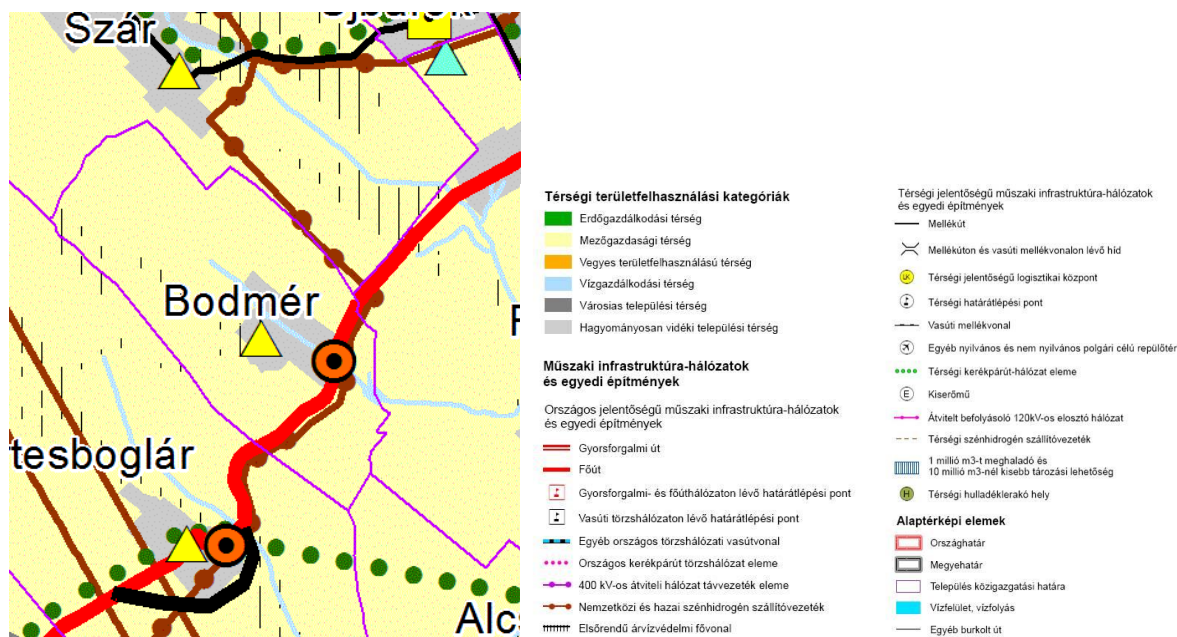 Szár
Bodmér
tesboglár
Térségi területfelhasználási kategóriák
Erdőgazdálkodási térség
Mezőgazdasági térség
Vegyes területfelhasználású térség
Vízgazdálkodási térség
Városias települési térség
Hagyományosan vidéki települési térség
Műszaki infrastruktúra-hálózatok
és egyedi építmények
Országos jelentőségű műszaki infrastruktúra-hálózatok
és egyedi építmények
Gyorsforgalmi út
Főút
Gyorsforgalmi- és főúthálózaton lévő határátlépési pont
Vasúti törzshálózaton lévő határátlépési pont
Egyéb országos törzshálózati vasútvonal
Országos kerékpárút törzshálózat eleme
400 kV-os átviteli hálózat távvezeték eleme
Nemzetközi és hazai szénhidrogén szállítóvezeték
Elsőrendű árvízvédelmi fővonal
Térségi jelentőségű műszaki infrastruktúra-hálózatok
és egyedi építmények
Mellékút
Mellékúton és vasúti mellékvonalon lévő híd
LK Térségi jelentőségű logisztikai központ
Térségi határátlépési pont
Vasúti mellékvonal
Egyéb nyilvános és nem nyilvános polgári célú repülőtér
Térségi kerékpárút-hálózat eleme
E Kiserőmű
Átvitelt befolyásoló 120kV-os elosztó hálózat
Térségi szénhidrogén szállítóvezeték
1 millió m3-t meghaladó és
10 millió m3-nél kisebb tározási lehetőség
H Térségi hulladéklerakó hely
Alaptérképi elemek
Országhatár
Megyehatár
Település közigazgatási határa
Vízfelület, vízfolyás
Egyéb burkolt út